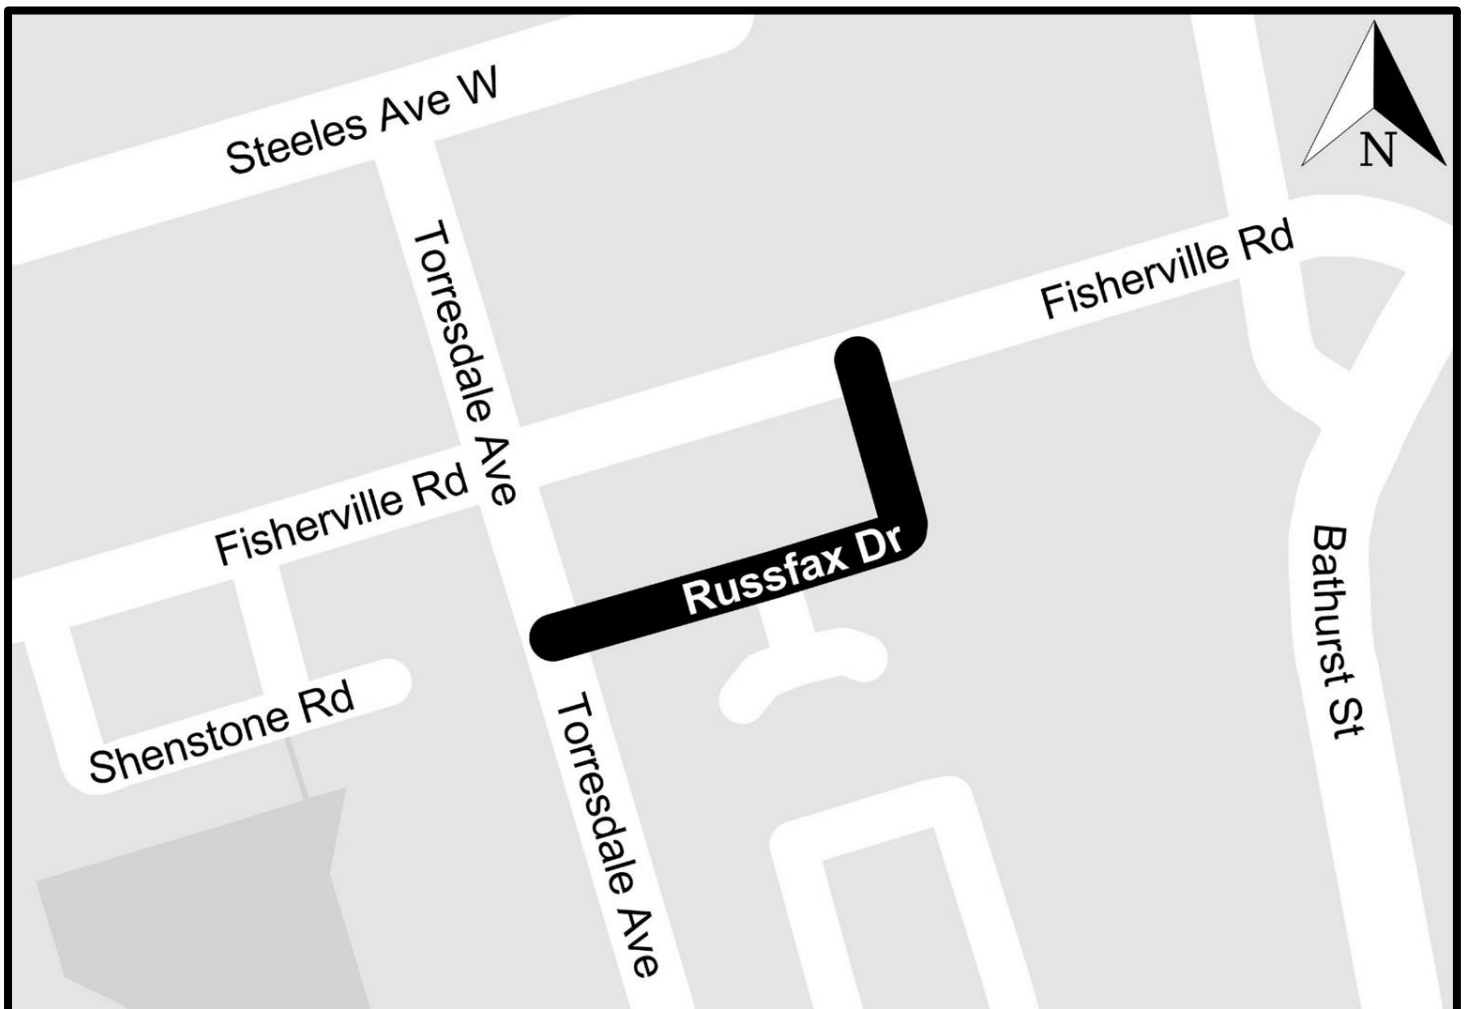 Steeles Ave W
N
Torresdale Ave
Fisherville Rd
Fisherville Rd
Russfax Dr
Bathurst St
Shenstone Rd
Torresdale Ave